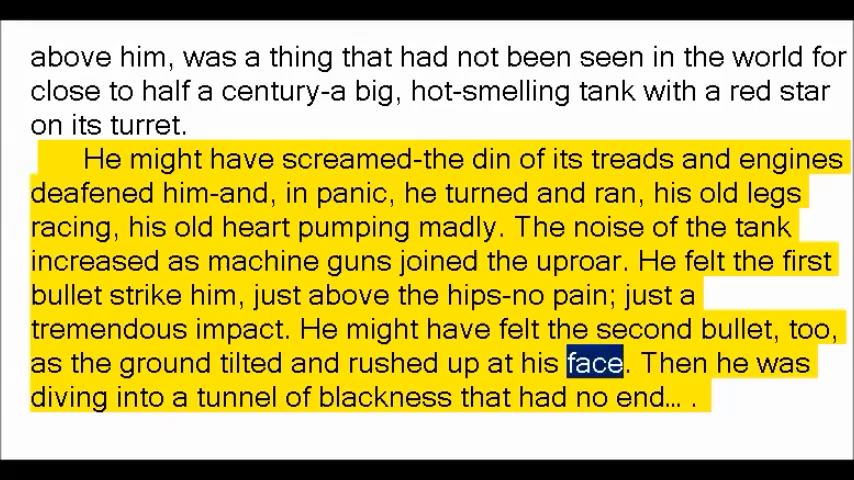 above him, was a thing that had not been seen in the world for
close to half a century-a big, hot-smelling tank with a red star
on its turret.
He might have screamed-the din of its treads and engines
deafened him-and, in panic, he turned and ran, his old legs
racing, his old heart pumping madly. The noise of the tank
increased as machine guns joined the uproar. He felt the first
bullet strike him, just above the hips-no pain; just a
tremendous impact. He might have felt the second bullet, too,
as the ground tilted and rushed up at his face. Then he was
diving into a tunnel of blackness that had no end... .